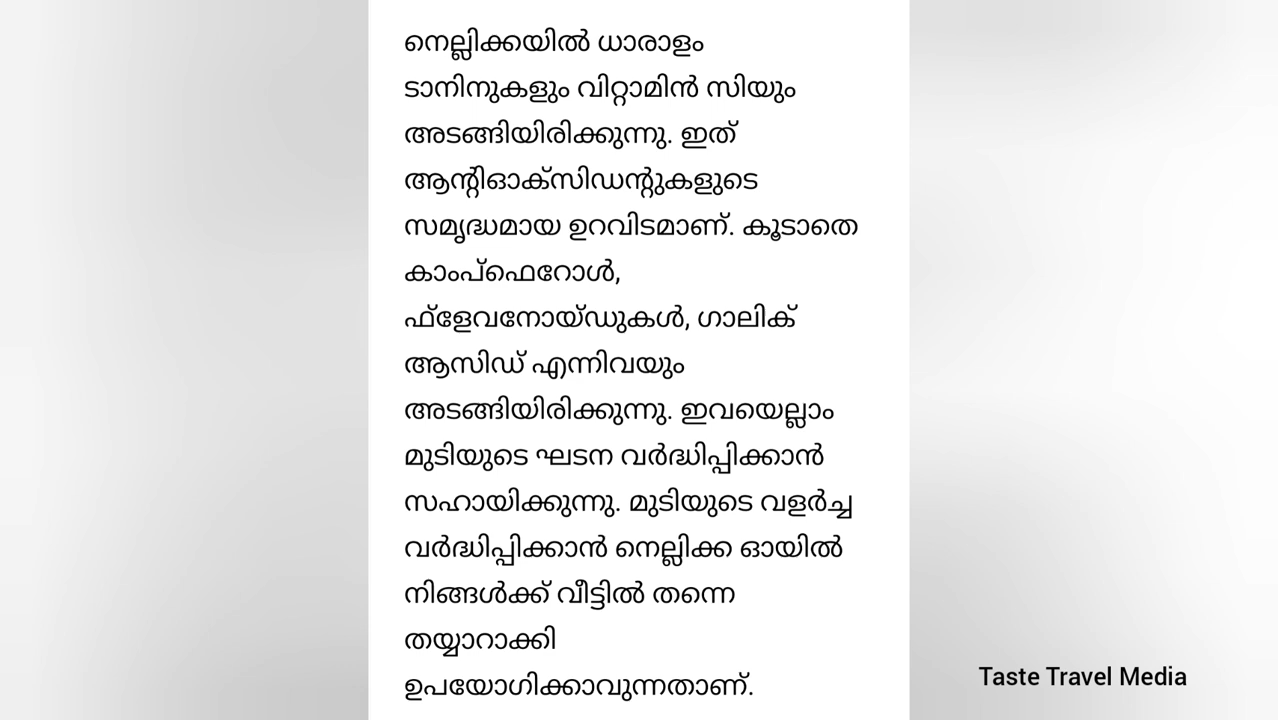 നെല്ലിക്കയിൽ ധാരാളം
ടാനിനുകളും വിറ്റാമിൻ സിയും
അടങ്ങിയിരിക്കുന്നു. ഇത്
ആന്റിഓക്സിഡന്റുകളുടെ
സമൃദ്ധമായ ഉറവിടമാണ്. കൂടാതെ
കാംപ്ഫെറോൾ,
ഫ്ളേവനോയ്ഡുകൾ, ഗാലിക്
ആസിഡ് എന്നിവയും
അടങ്ങിയിരിക്കുന്നു. ഇവയെല്ലാം
മുടിയുടെ ഘടന വർദ്ധിപ്പിക്കാൻ
സഹായിക്കുന്നു. മുടിയുടെ വളർച്ച
വർദ്ധിപ്പിക്കാൻ നെല്ലിക്ക ഓയിൽ
നിങ്ങൾക്ക് വീട്ടിൽ തന്നെ
തയ്യാറാക്കി
ഉപയോഗിക്കാവുന്നതാണ്.
Taste Travel Media